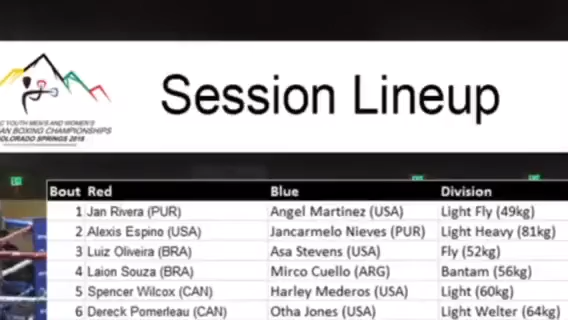 Session Lineup
C YOUTH MEN'S AND WOMEN'S
AN BOXING CHAMPIONSHIPS
COLORADO SPRINGS 2018
Bout Red Blue Division
1 Jan Rivera (PUR) Angel Martinez (USA) Light Fly (49kg)
2 Alexis Espino (USA) Jancarmelo Nieves (PUR) Light Heavy (81kg)
3 Luiz Oliveira (BRA) Asa Stevens (USA) Fly (52kg)
4 Laion Souza (BRA) Mirco Cuello (ARG) Bantam (56kg)
5 Spencer Wilcox (CAN) Harley Mederos (USA) Light (60kg)
6 Dereck Pomerleau (CAN) Otha Jones (USA) Light Welter (64kg)